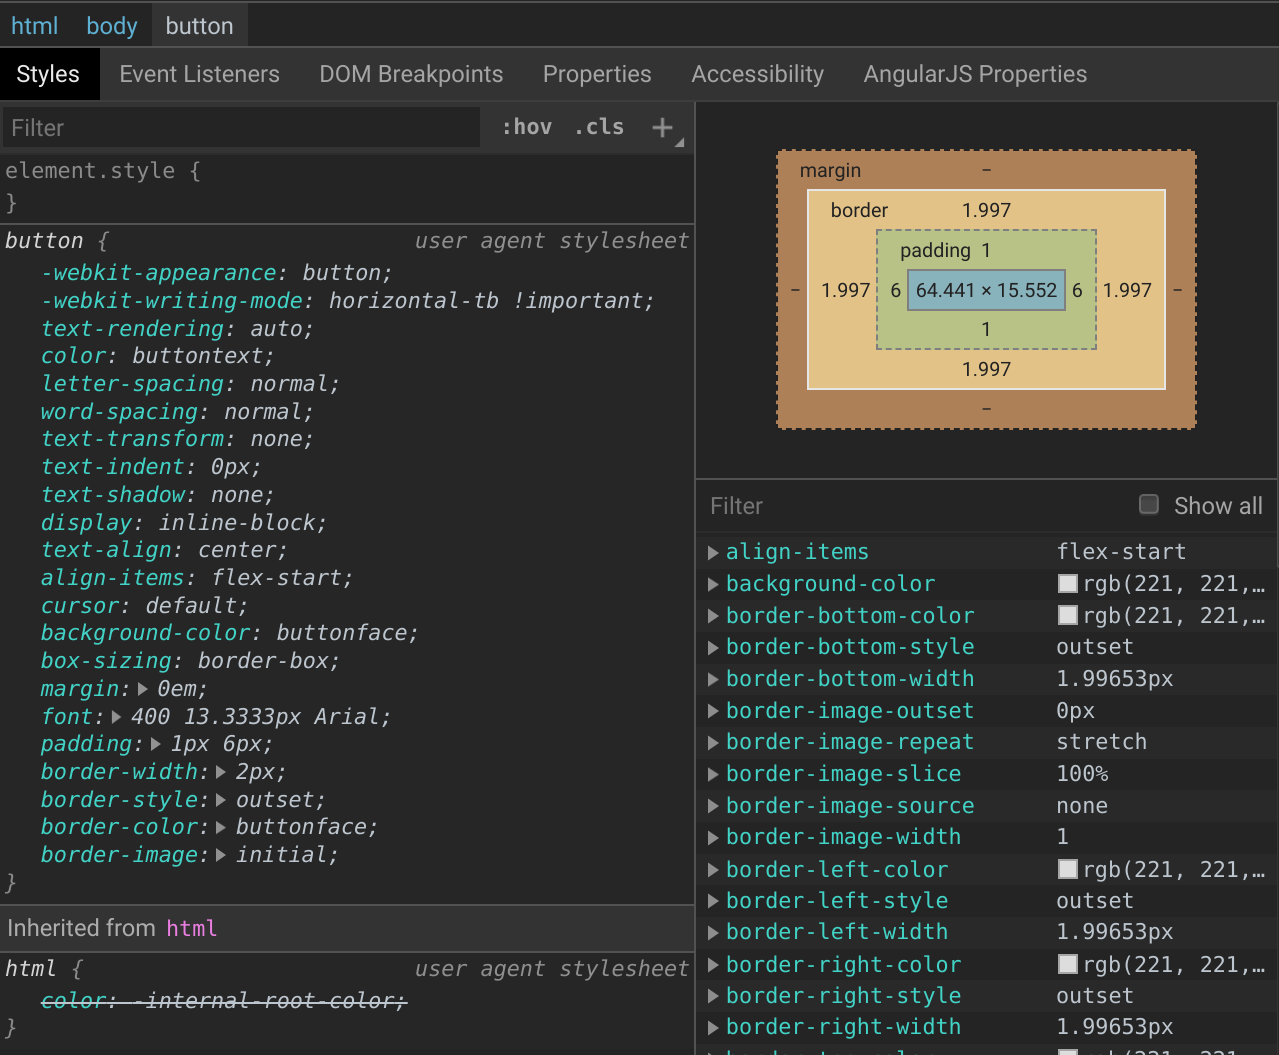 html body button
Styles Event Listeners DOM Breakpoints Properties Accessibility AngularJS Properties
Filter :hov .cls +
element.style {
}
button { user agent stylesheet
-webkit-appearance: button;
-webkit-writing-mode: horizontal-tb !important;
text-rendering: auto;
color: buttontext;
letter-spacing: normal;
word-spacing: normal;
text-transform: none;
text-indent: 0px;
text-shadow: none;
display: inline-block;
text-align: center;
align-items: flex-start;
cursor: default;
background-color: buttonface;
box-sizing: border-box;
margin: 0em;
font: 400 13.3333px Arial;
padding: 1px 6px;
border-width: 2px;
border-style: outset;
border-color: buttonface;
border-image: initial;
}
Inherited from html
html { user agent stylesheet
color: -internal-root-color;
}
margin –
border 1.997
padding 1
– 1.997 6 64.441 × 15.552 6 1.997 –
1
1.997
–
Filter Show all
align-items flex-start
background-color rgb(221, 221,…
border-bottom-color rgb(221, 221,…
border-bottom-style outset
border-bottom-width 1.99653px
border-image-outset 0px
border-image-repeat stretch
border-image-slice 100%
border-image-source none
border-image-width 1
border-left-color rgb(221, 221,…
border-left-style outset
border-left-width 1.99653px
border-right-color rgb(221, 221,…
border-right-style outset
border-right-width 1.99653px